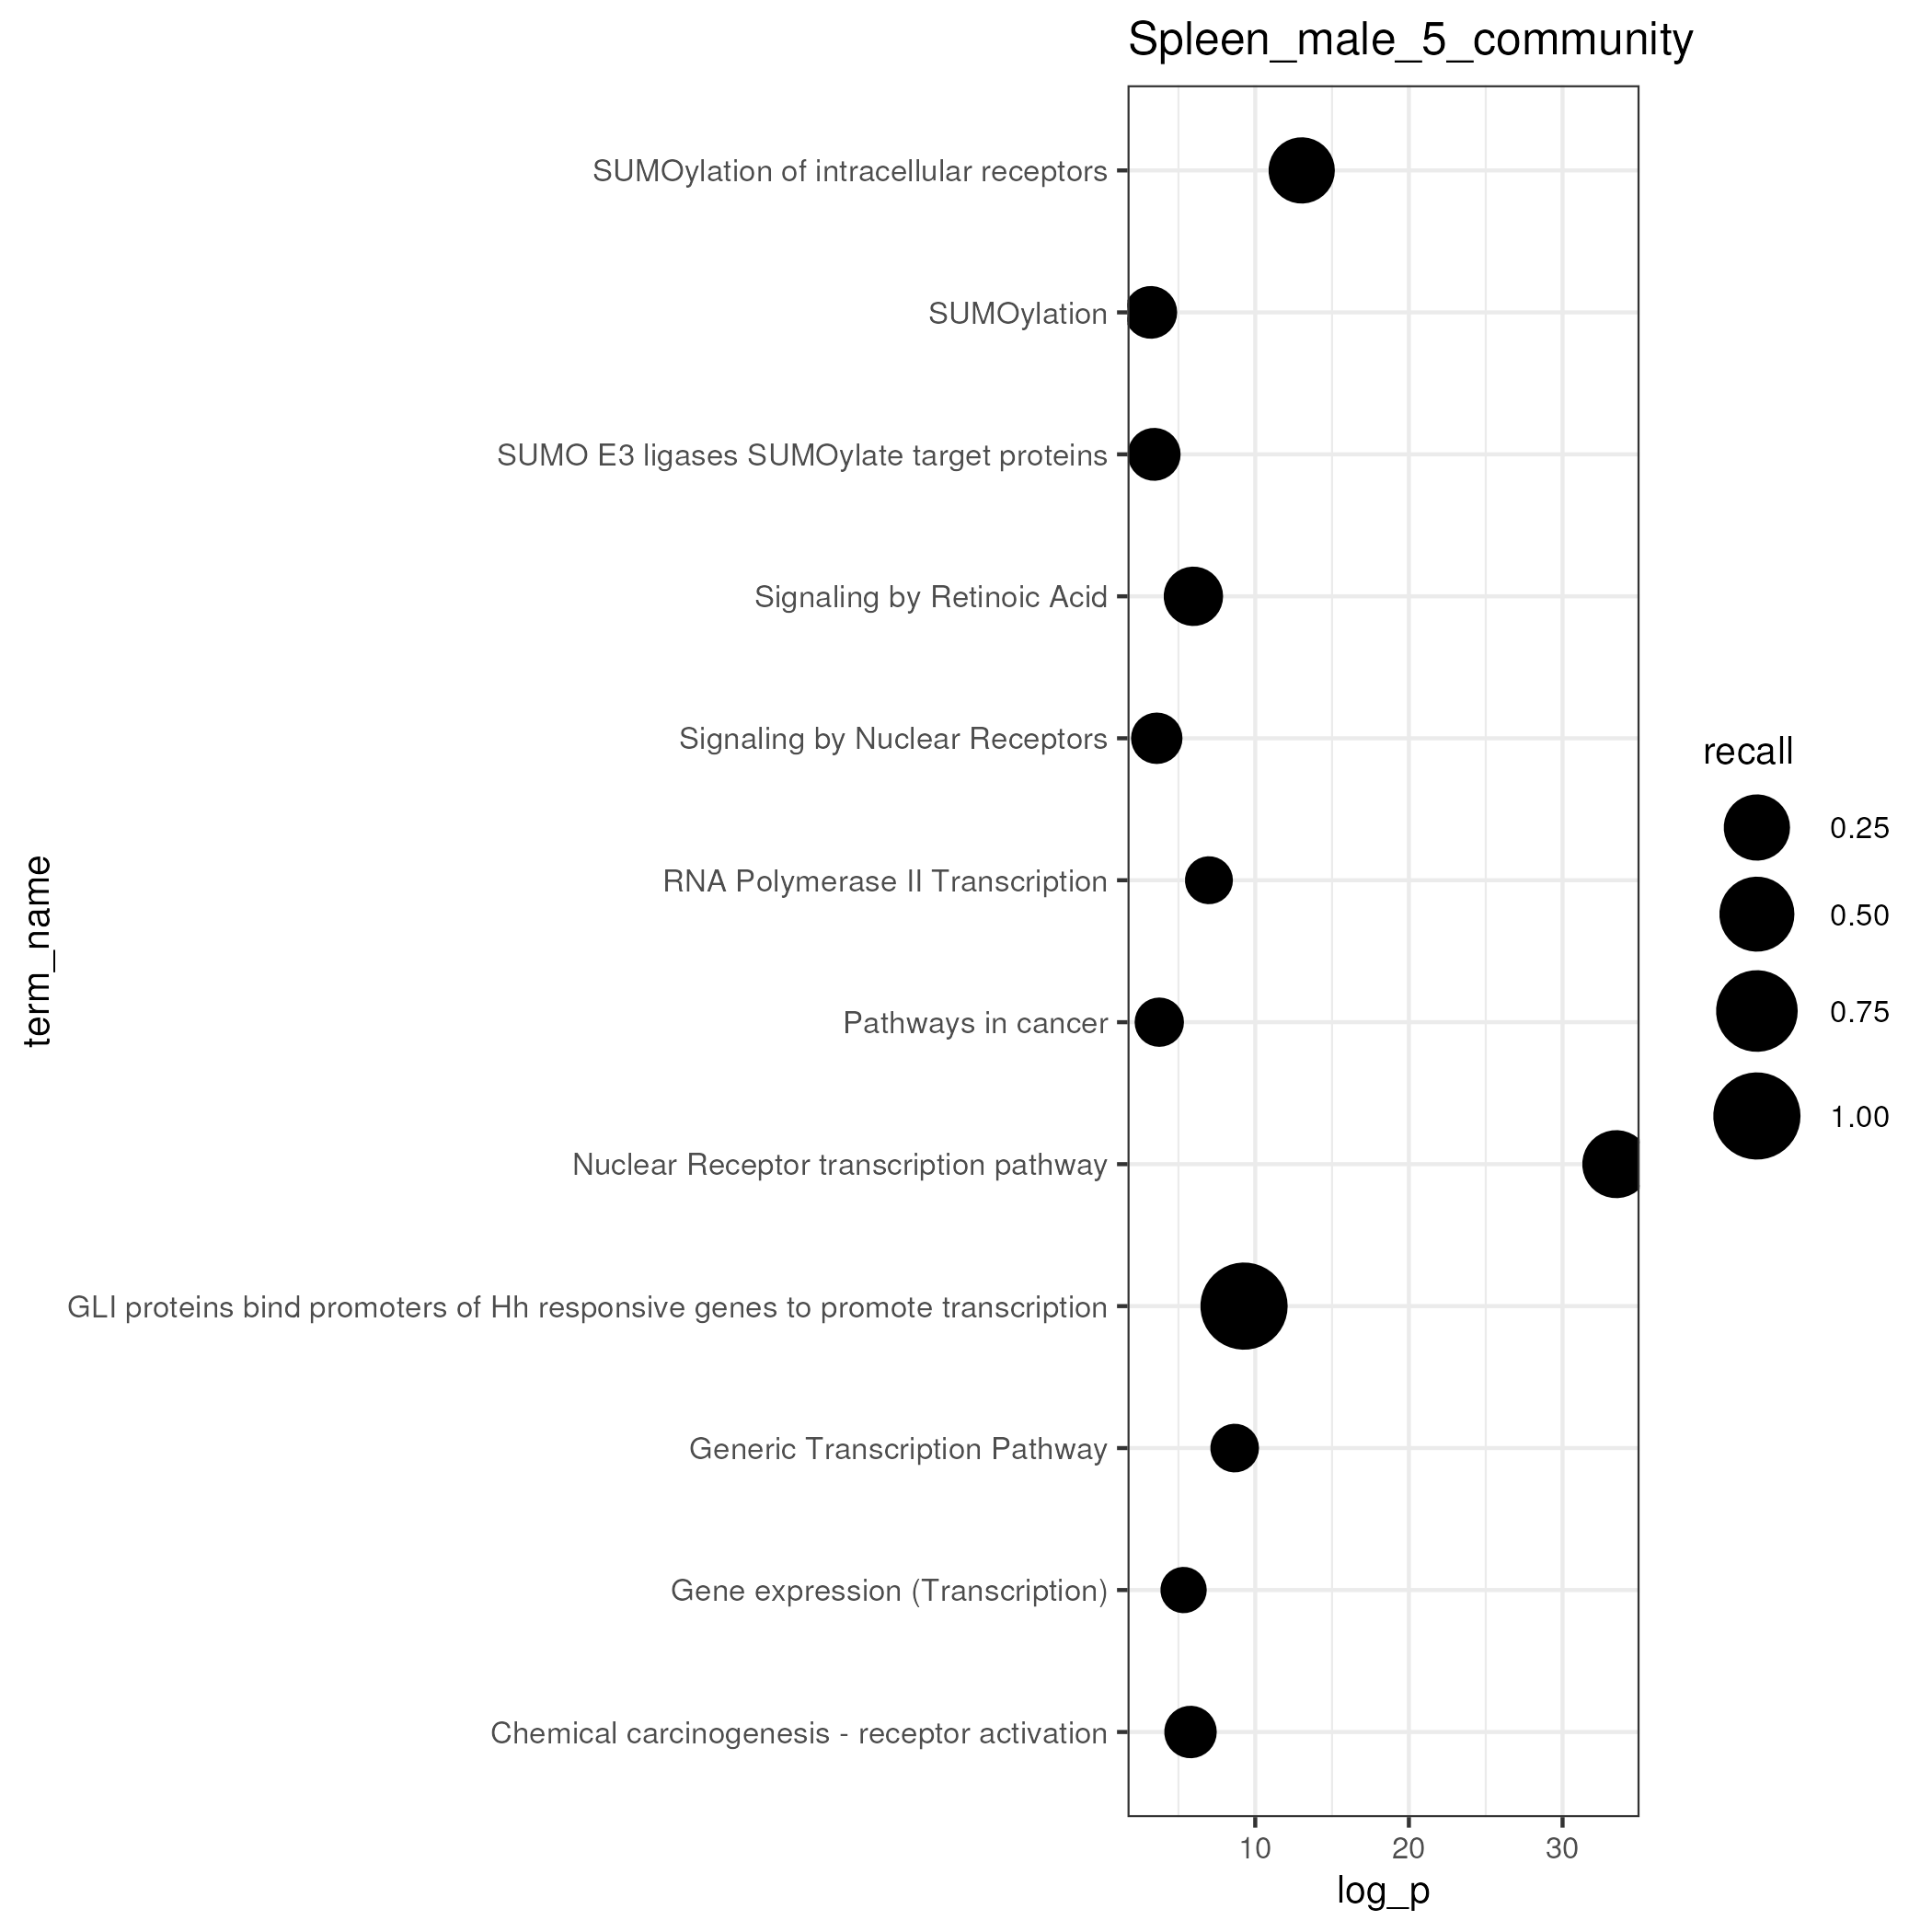 Spleen_male_5_community
SUMOylation of intracellular receptors
SUMOylation
SUMO E3 ligases SUMOylate target proteins
Signaling by Retinoic Acid
Signaling by Nuclear Receptors
RNA Polymerase II Transcription
Pathways in cancer
Nuclear Receptor transcription pathway
GLI proteins bind promoters of Hh responsive genes to promote transcription
Generic Transcription Pathway
Gene expression (Transcription)
Chemical carcinogenesis - receptor activation
term_name
10 20 30
log_p
recall
0.25
0.50
0.75
1.00